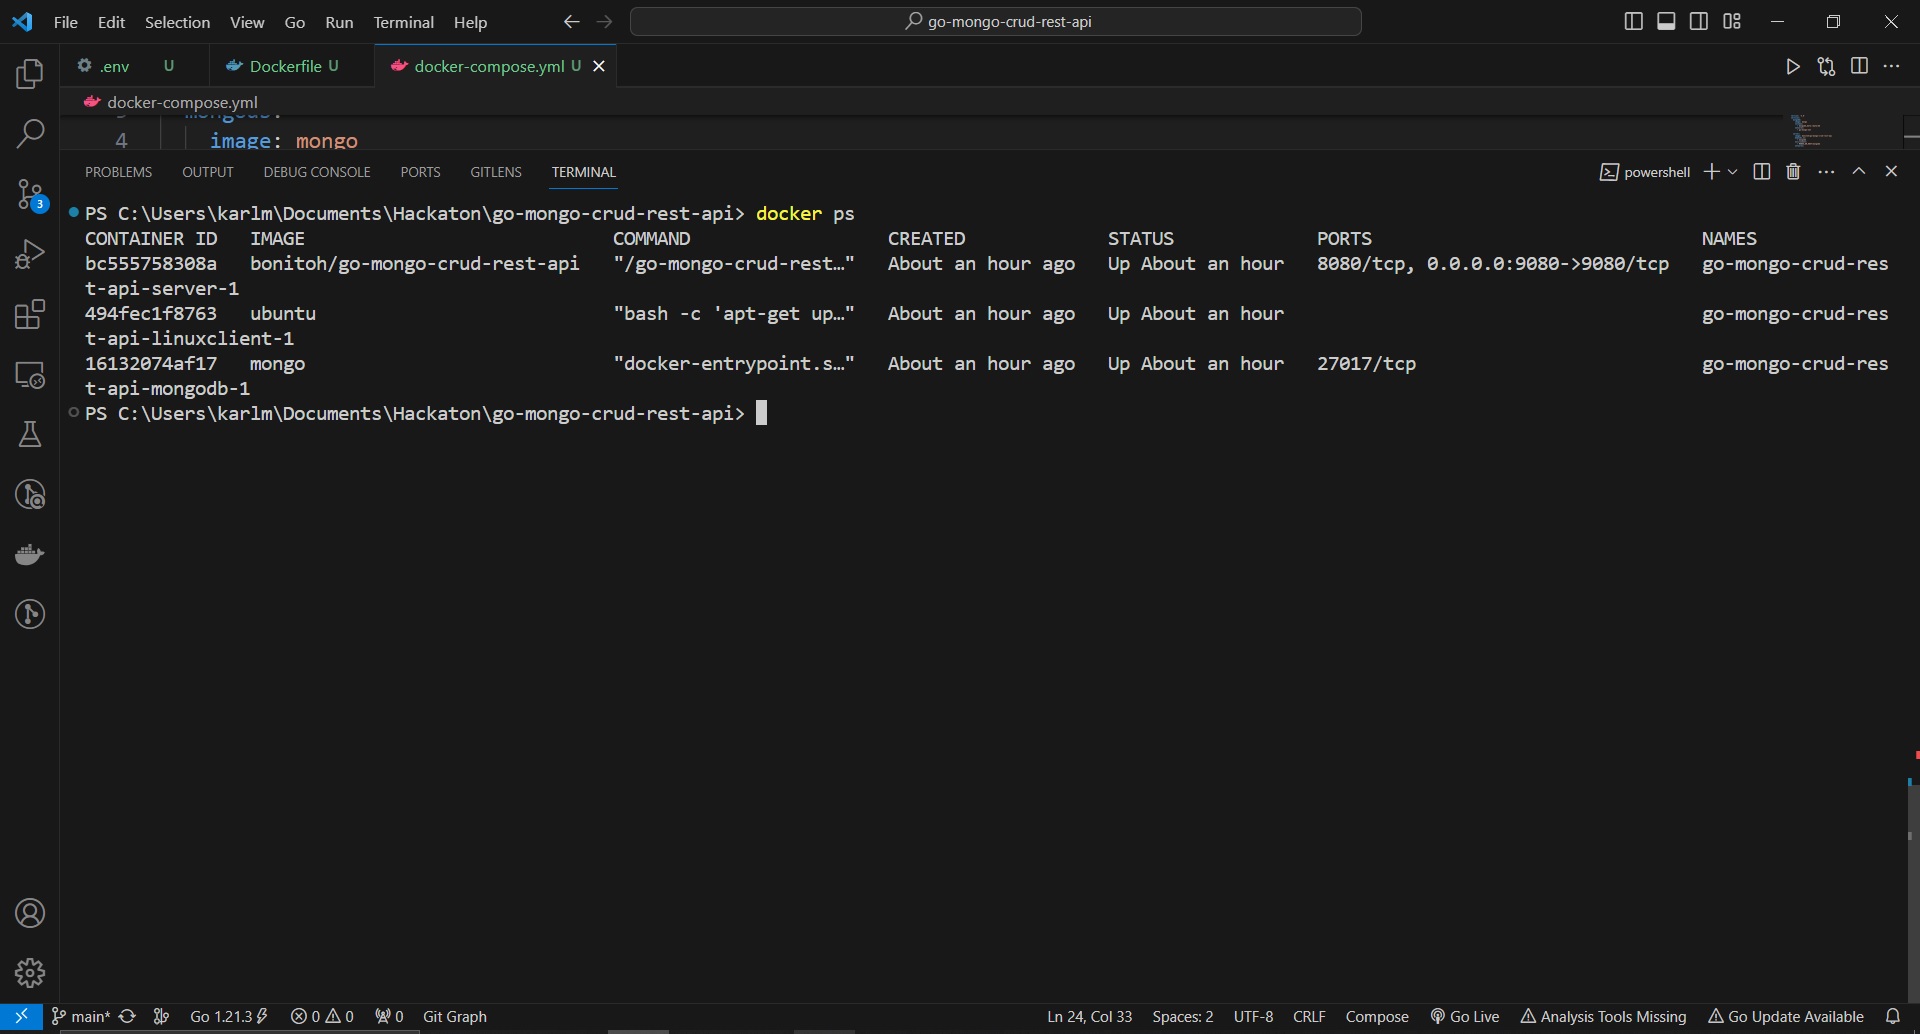 File Edit Selection View Go Run Terminal Help go-mongo-crud-rest-api
.env U Dockerfile U docker-compose.yml U
docker-compose.yml
3 mongodb:
4 image: mongo
PROBLEMS OUTPUT DEBUG CONSOLE PORTS GITLENS TERMINAL powershell
PS C:\Users\karlm\Documents\Hackaton\go-mongo-crud-rest-api> docker ps
CONTAINER ID IMAGE COMMAND CREATED STATUS PORTS NAMES
bc555758308a bonitoh/go-mongo-crud-rest-api "/go-mongo-crud-rest…" About an hour ago Up About an hour 8080/tcp, 0.0.0.0:9080->9080/tcp go-mongo-crud-res
t-api-server-1
494fec1f8763 ubuntu "bash -c 'apt-get up…" About an hour ago Up About an hour go-mongo-crud-res
t-api-linuxclient-1
16132074af17 mongo "docker-entrypoint.s…" About an hour ago Up About an hour 27017/tcp go-mongo-crud-res
t-api-mongodb-1
PS C:\Users\karlm\Documents\Hackaton\go-mongo-crud-rest-api>
3
main* Go 1.21.3 0 0 0 Git Graph Ln 24, Col 33 Spaces: 2 UTF-8 CRLF Compose Go Live Analysis Tools Missing Go Update Available